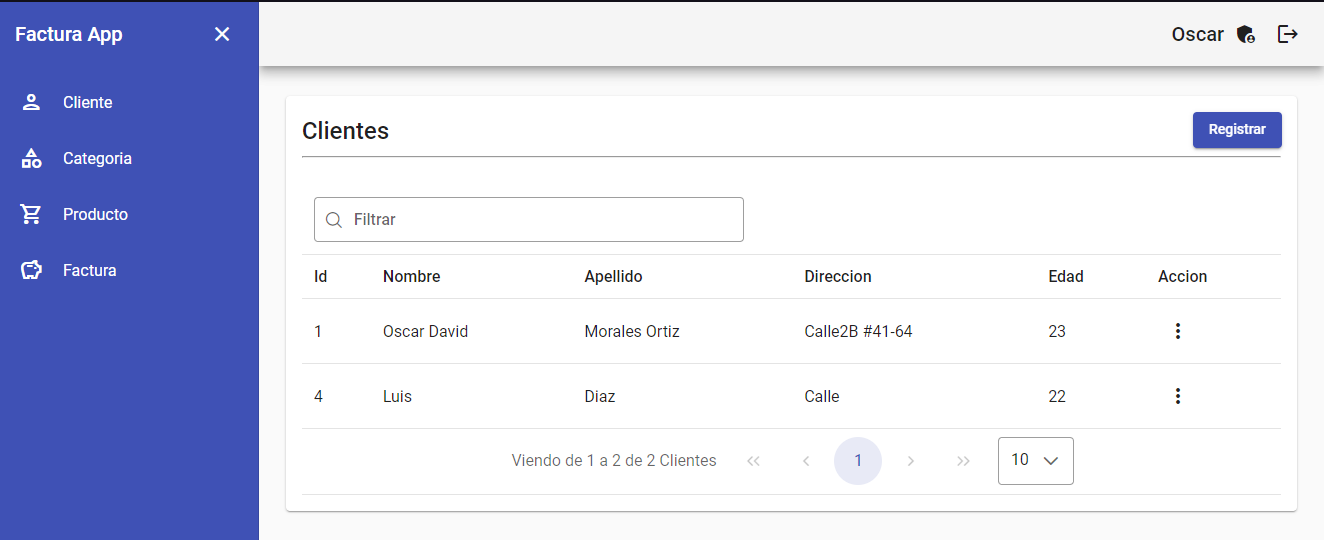 Factura App
Oscar
Cliente
Categoria
Producto
Factura
Clientes
Registrar
Filtrar
Id Nombre Apellido Direccion Edad Accion
1 Oscar David Morales Ortiz Calle2B #41-64 23
4 Luis Diaz Calle 22
Viendo de 1 a 2 de 2 Clientes 1 10